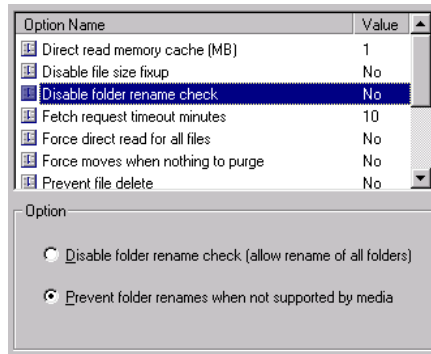 Option Name Value
Direct read memory cache (MB) 1
Disable file size fixup No
Disable folder rename check No
Fetch request timeout minutes 10
Force direct read for all files No
Force moves when nothing to purge No
Prevent file delete No
Option
Disable folder rename check (allow rename of all folders)
Prevent folder renames when not supported by media